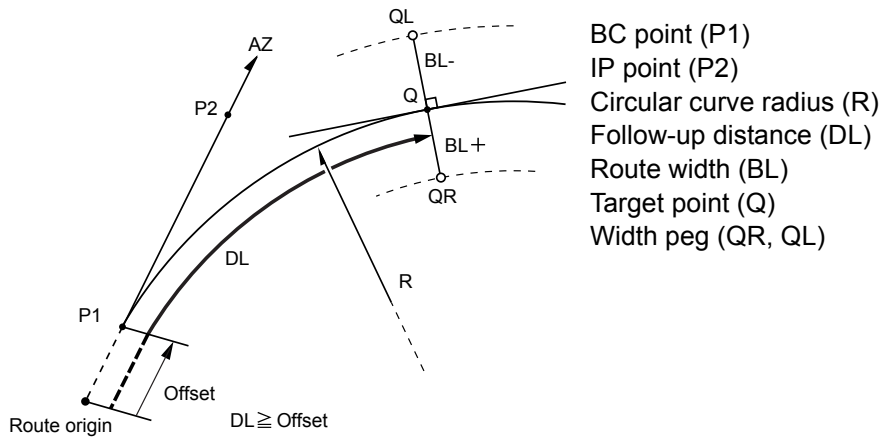 QL
BC point (P1)
AZ
BL-
IP point (P2)
P2
Q
Circular curve radius (R)
BL+
Follow-up distance (DL)
Route width (BL)
QR
Target point (Q)
Width peg (QR, QL)
DL
R
P1
Offset
Route origin
DL≧Offset